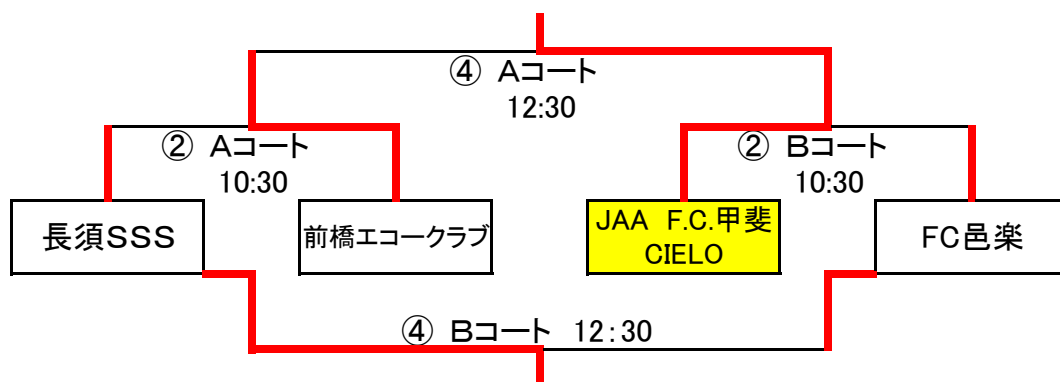 ④ Aコート
12:30
② Aコート
10:30
② Bコート
10:30
長須SSS
前橋エコークラブ
JAA F.C.甲斐
CIELO
FC邑楽
④ Bコート 12:30